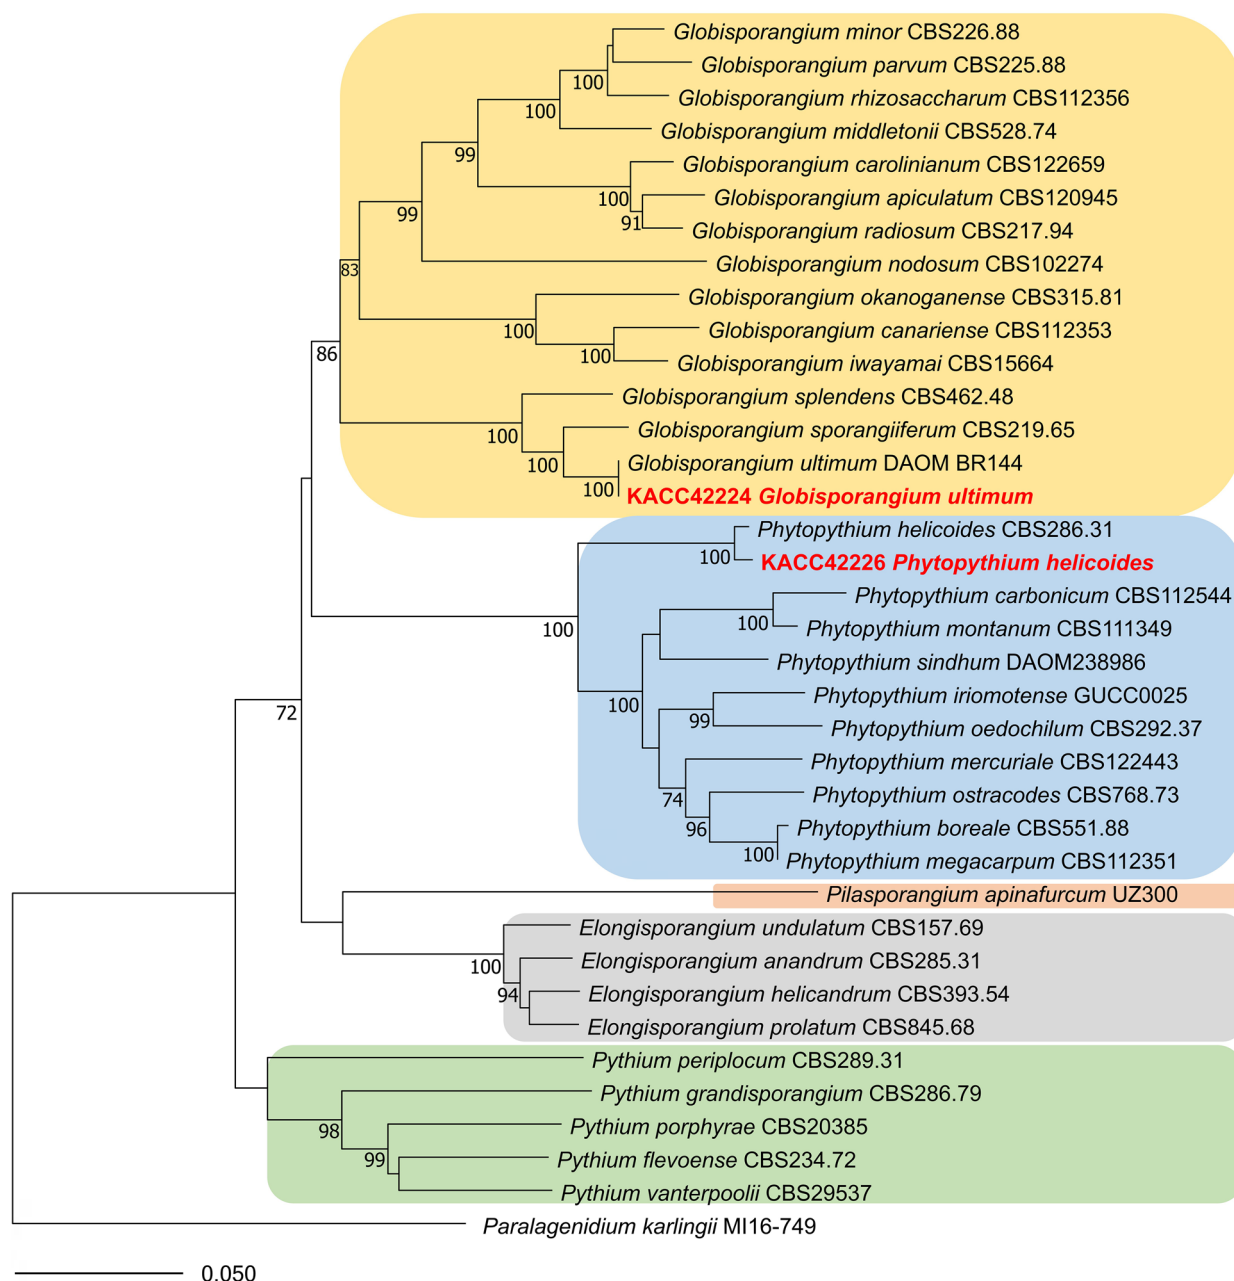 Globisporangium minor CBS226.88
Globisporangium parvum CBS225.88
100
Globisporangium rhizosaccharum CBS112356
100
Globisporangium middletonii CBS528.74
99
Globisporangium carolinianum CBS122659
100
Globisporangium apiculatum CBS120945
99
91
Globisporangium radiosum CBS217.94
Globisporangium nodosum CBS102274
83
Globisporangium okanoganense CBS315.81
100
Globisporangium canariense CBS112353
86
100
Globisporangium iwayamai CBS15664
Globisporangium splendens CBS462.48
100
Globisporangium sporangiiferum CBS219.65
100
Globisporangium ultimum DAOM BR144
100
KACC42224 Globisporangium ultimum
Phytopythium helicoides CBS286.31
100
KACC42226 Phytopythium helicoides
Phytopythium carbonicum CBS112544
100
100
Phytopythium montanum CBS111349
Phytopythium sindhum DAOM238986
100
Phytopythium iriomotense GUCC0025
72
99
Phytopythium oedochilum CBS292.37
Phytopythium mercuriale CBS122443
74
Phytopythium ostracodes CBS768.73
96
Phytopythium boreale CBS551.88
100
Phytopythium megacarpum CBS112351
Pilasporangium apinafurcum UZ300
Elongisporangium undulatum CBS157.69
100
Elongisporangium anandrum CBS285.31
94
Elongisporangium helicandrum CBS393.54
Elongisporangium prolatum CBS845.68
Pythium periplocum CBS289.31
Pythium grandisporangium CBS286.79
98
Pythium porphyrae CBS20385
99
Pythium flevoense CBS234.72
Pythium vanterpoolii CBS29537
Paralagenidium karlingii MI16-749
0.050